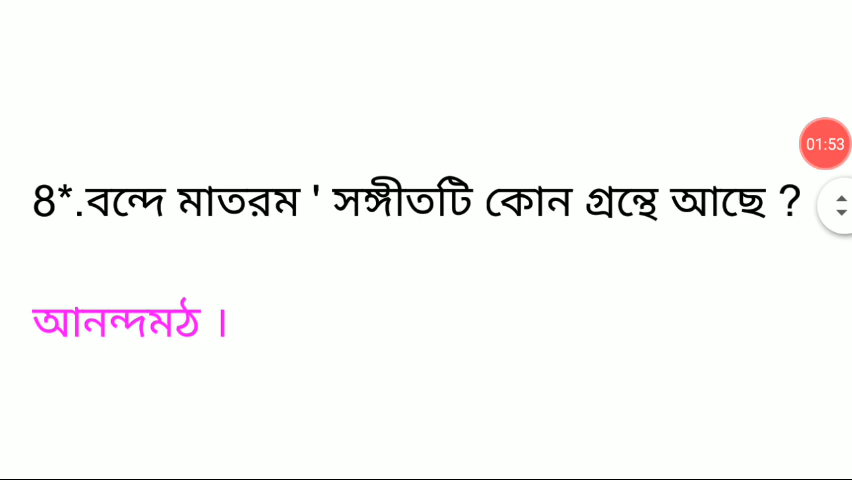 8*.বন্দে মাতরম ' সঙ্গীতটি কোন গ্রন্থে আছে ?
01:53
আনন্দমঠ ।